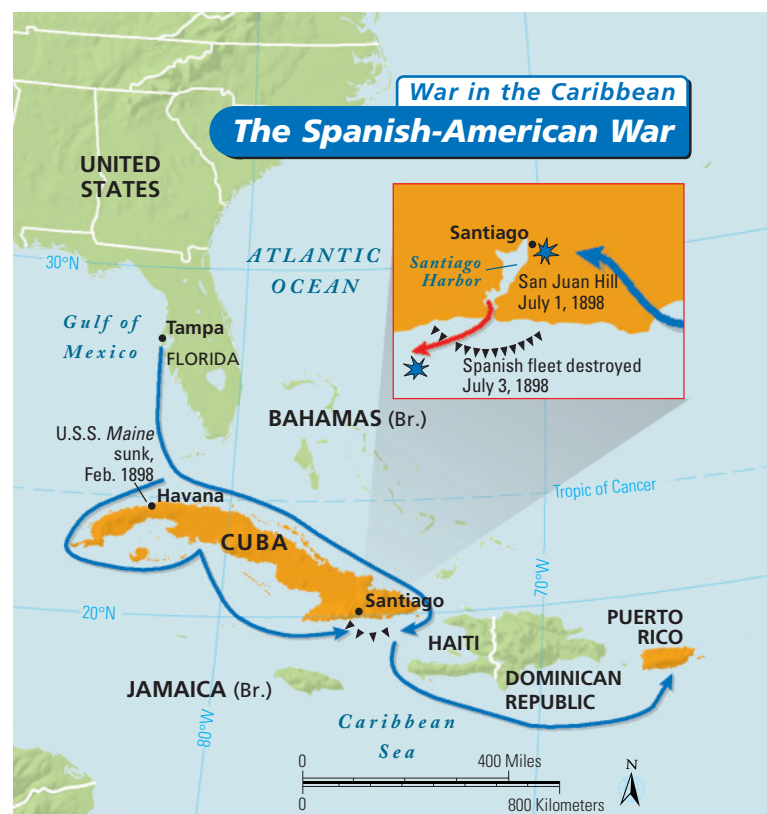 War in the Caribbean
The Spanish-American War
UNITED
STATES
ATLANTIC
OCEAN
30°N
Gulf of
Mexico
Tampa
FLORIDA
Santiago
Santiago
Harbor
San Juan Hill
July 1, 1898
Spanish fleet destroyed
July 3, 1898
BAHAMAS (Br.)
U.S.S. Maine
sunk,
Feb. 1898
Havana
Tropic of Cancer
CUBA
70°W
20°N
Santiago
HAITI
PUERTO
RICO
DOMINICAN
REPUBLIC
JAMAICA (Br.)
80°W
Caribbean
Sea
0 400 Miles
0 800 Kilometers
N